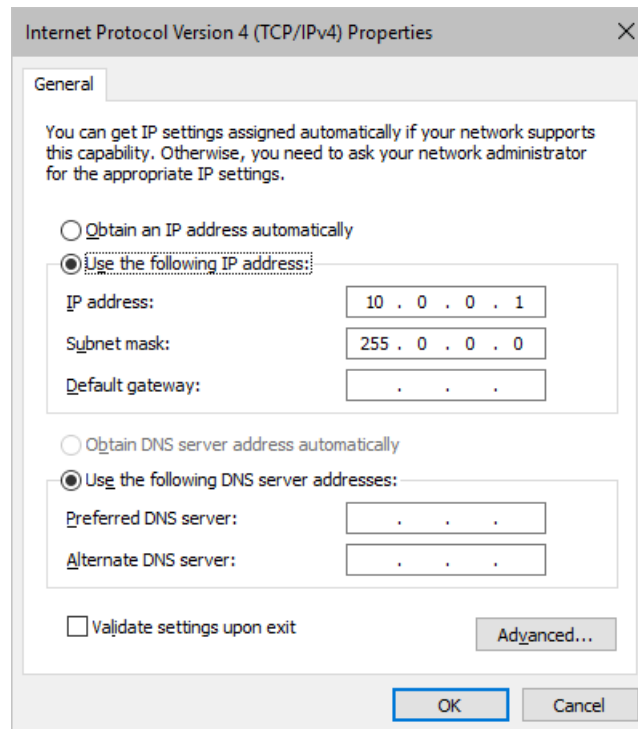 Internet Protocol Version 4 (TCP/IPv4) Properties
General
You can get IP settings assigned automatically if your network supports
this capability. Otherwise, you need to ask your network administrator
for the appropriate IP settings.
Obtain an IP address automatically
Use the following IP address:
IP address: 10 . 0 . 0 . 1
Subnet mask: 255 . 0 . 0 . 0
Default gateway: . . .
Obtain DNS server address automatically
Use the following DNS server addresses:
Preferred DNS server: . . .
Alternate DNS server: . . .
Validate settings upon exit
Advanced...
OK Cancel